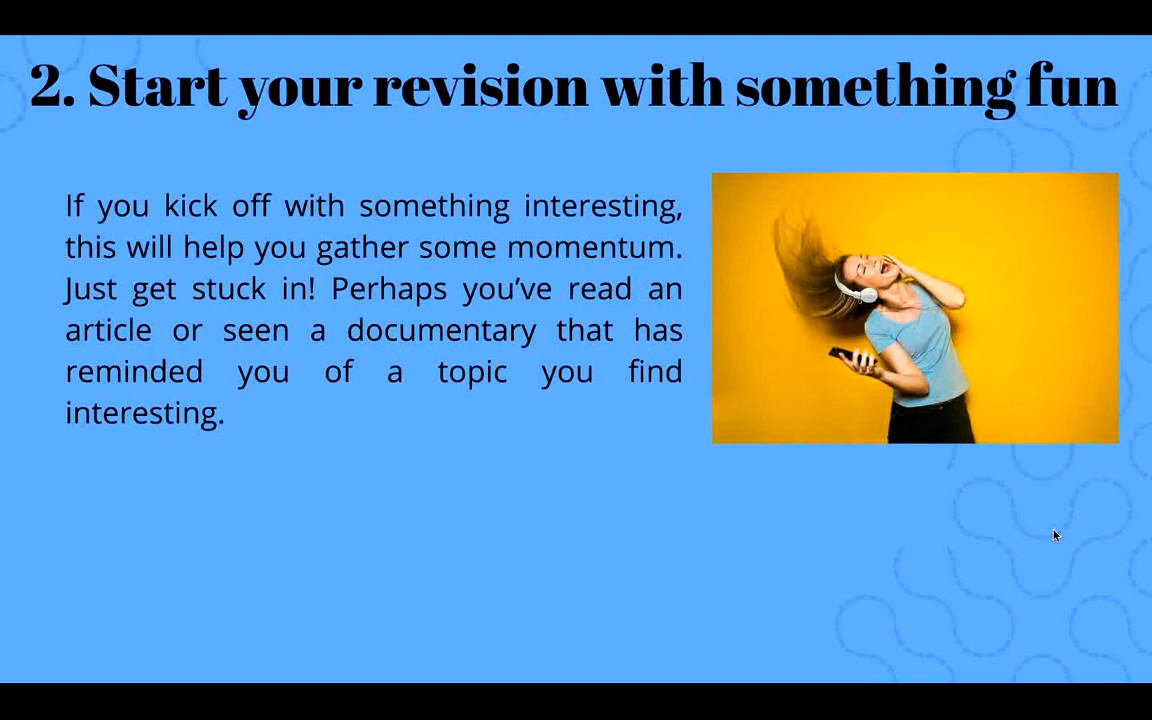 2. Start your revision with something fun
If you kick off with something interesting,
this will help you gather some momentum.
Just get stuck in! Perhaps you’ve read an
article or seen a documentary that has
reminded you of a topic you find
interesting.